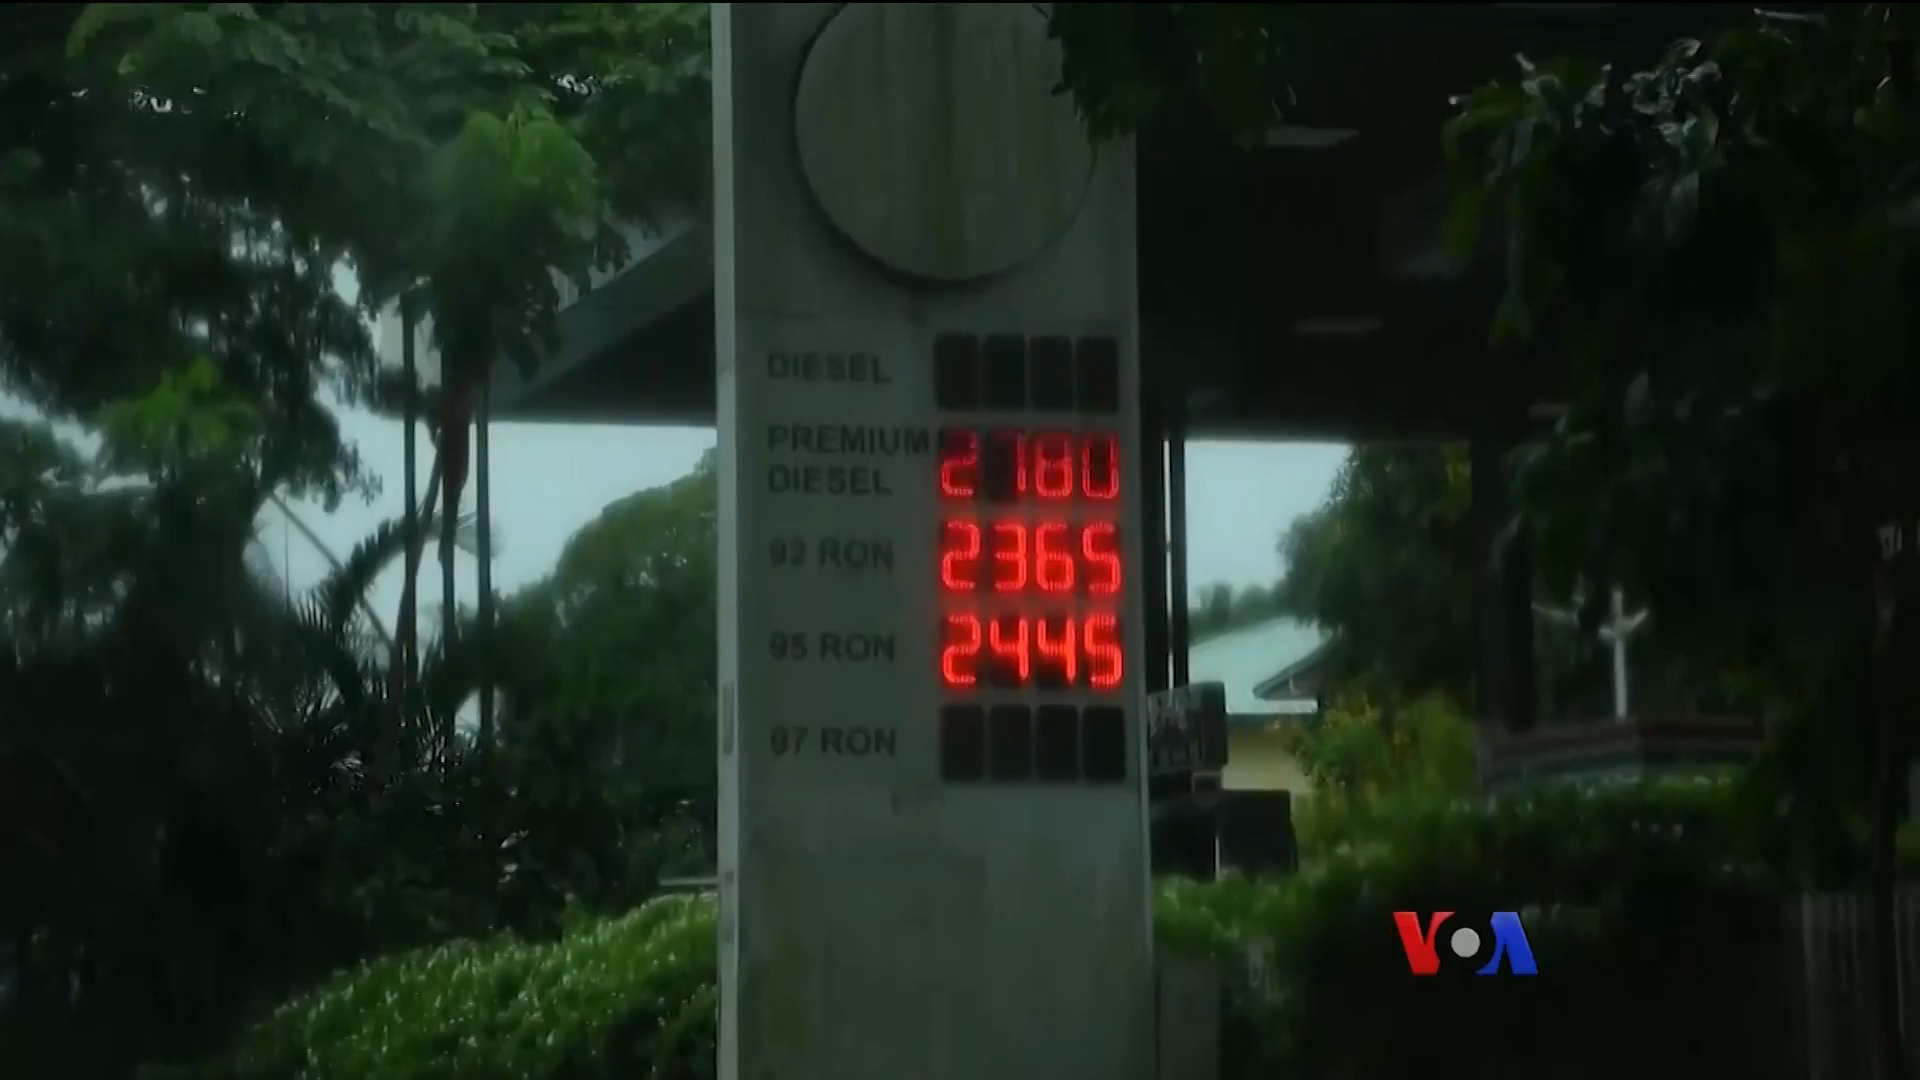 DIESEL
PREMIUM
DIESEL 2180
92 RON 2365
95 RON 2445
97 RON
VOA